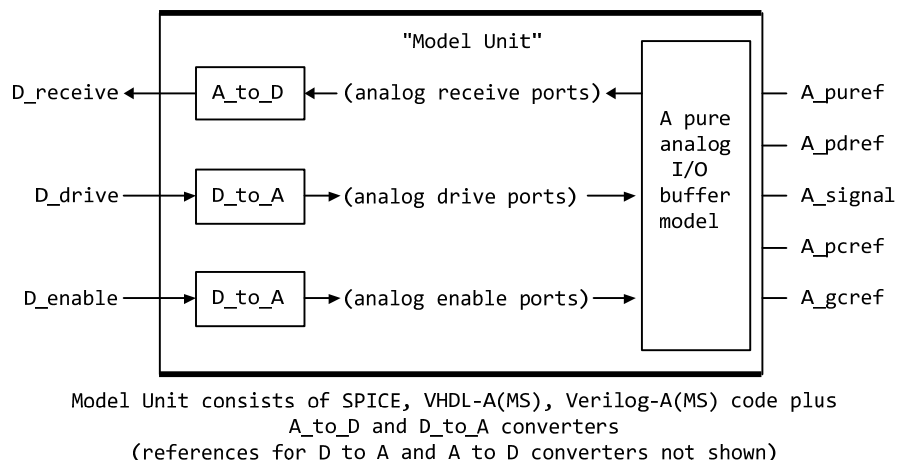 "Model Unit"
D_receive A_to_D (analog receive ports) A_puref
A pure
analog
I/O
buffer
model
A_pdref
D_drive D_to_A (analog drive ports) A_signal
A_pcref
D_enable D_to_A (analog enable ports) A_gcref
Model Unit consists of SPICE, VHDL-A(MS), Verilog-A(MS) code plus
A_to_D and D_to_A converters
(references for D to A and A to D converters not shown)